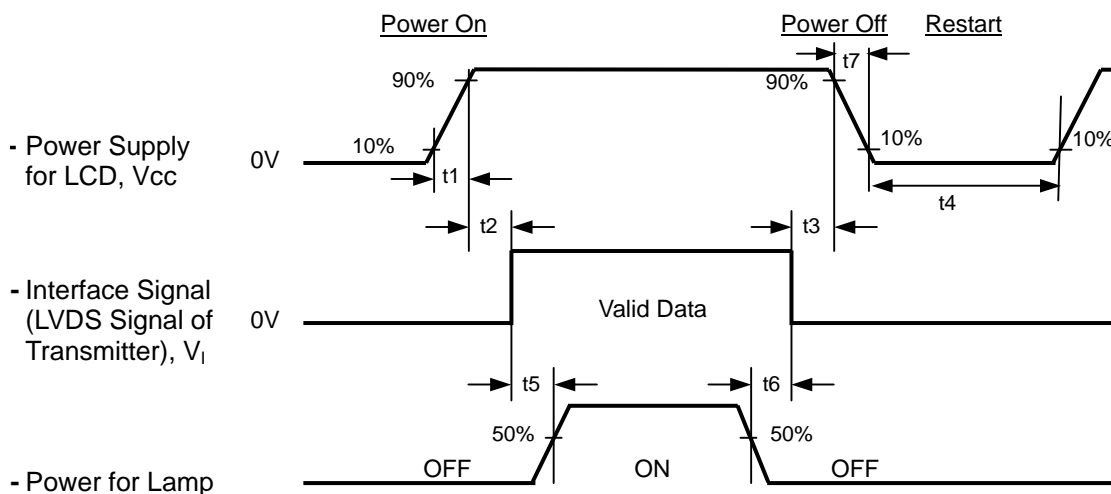 Power On
Power Off
Restart
t7
90%
90%
10%
10%
10%
- Power Supply
for LCD, Vcc
0V
t1
t4
t2
t3
- Interface Signal
(LVDS Signal of
Transmitter), VI
0V
Valid Data
t5
t6
50%
50%
- Power for Lamp
OFF
ON
OFF